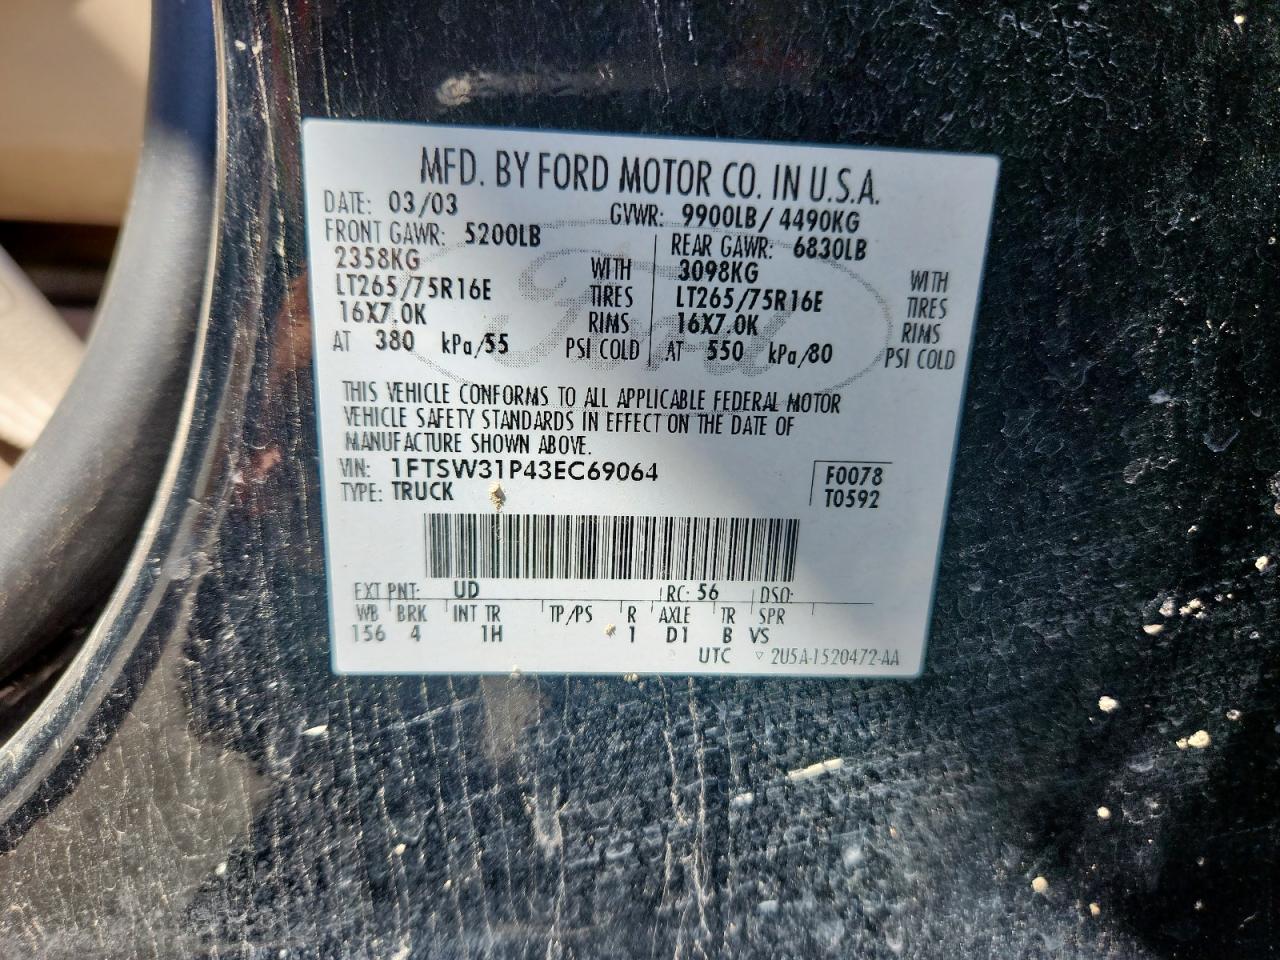 MFD. BY FORD MOTOR CO. IN U.S.A.
DATE: 03/03 GVWR: 9900LB/ 4490KG
FRONT GAWR: 5200LB REAR GAWR: 6830LB
2358KG WITH 3098KG WITH
LT265/75R16E TIRES LT265/75R16E TIRES
16X7.0K RIMS 16X7.0K RIMS
AT 380 kPa/55 PSI COLD AT 550 kPa/80 PSI COLD
Ford
THIS VEHICLE CONFORMS TO ALL APPLICABLE FEDERAL MOTOR
VEHICLE SAFETY STANDARDS IN EFFECT ON THE DATE OF
MANUFACTURE SHOWN ABOVE.
VIN: 1FTSW31P43EC69064 F0078
TYPE: TRUCK T0592
EXT PNT: UD RC: 56 DSO:
WB BRK INT TR TP/PS R AXLE TR SPR
156 4 1H 1 D1 B VS
UTC ▽ 2U5A-1520472-AA